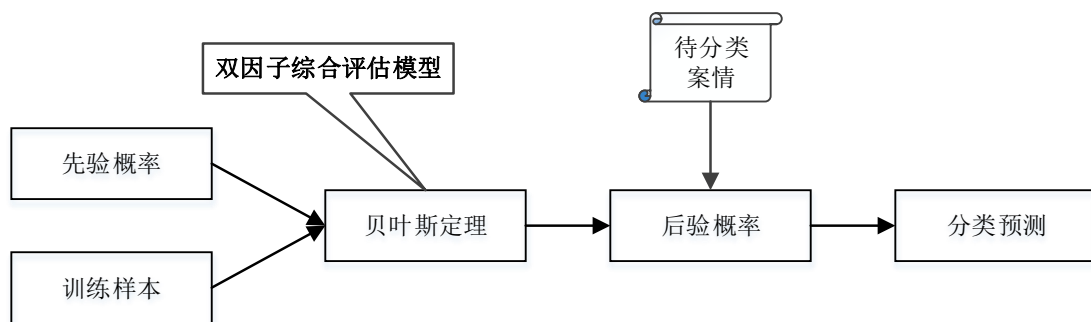 双因子综合评估模型
待分类
案情
先验概率
贝叶斯定理
后验概率
分类预测
训练样本